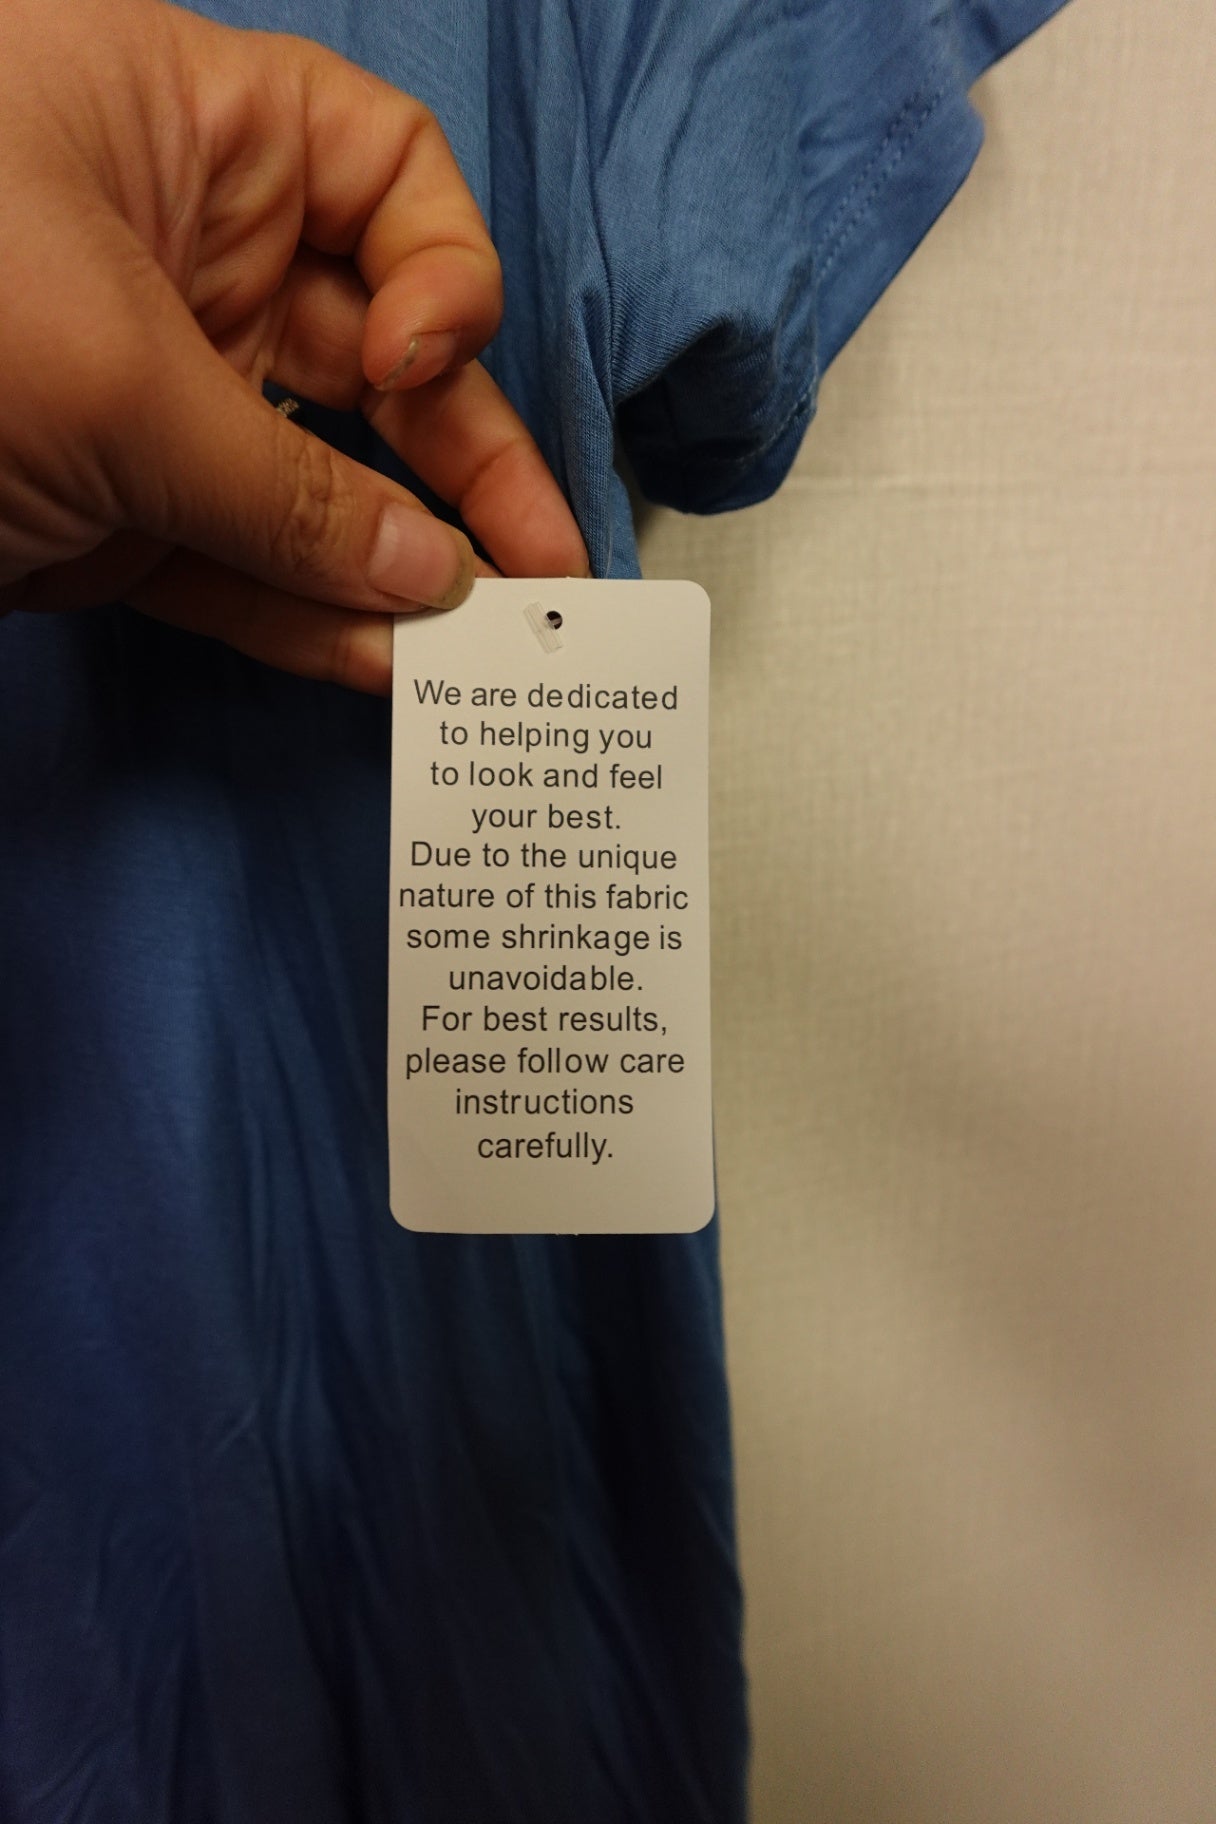 We are dedicated
to helping you
to look and feel
your best.
Due to the unique
nature of this fabric
some shrinkage is
unavoidable.
For best results,
please follow care
instructions
carefully.